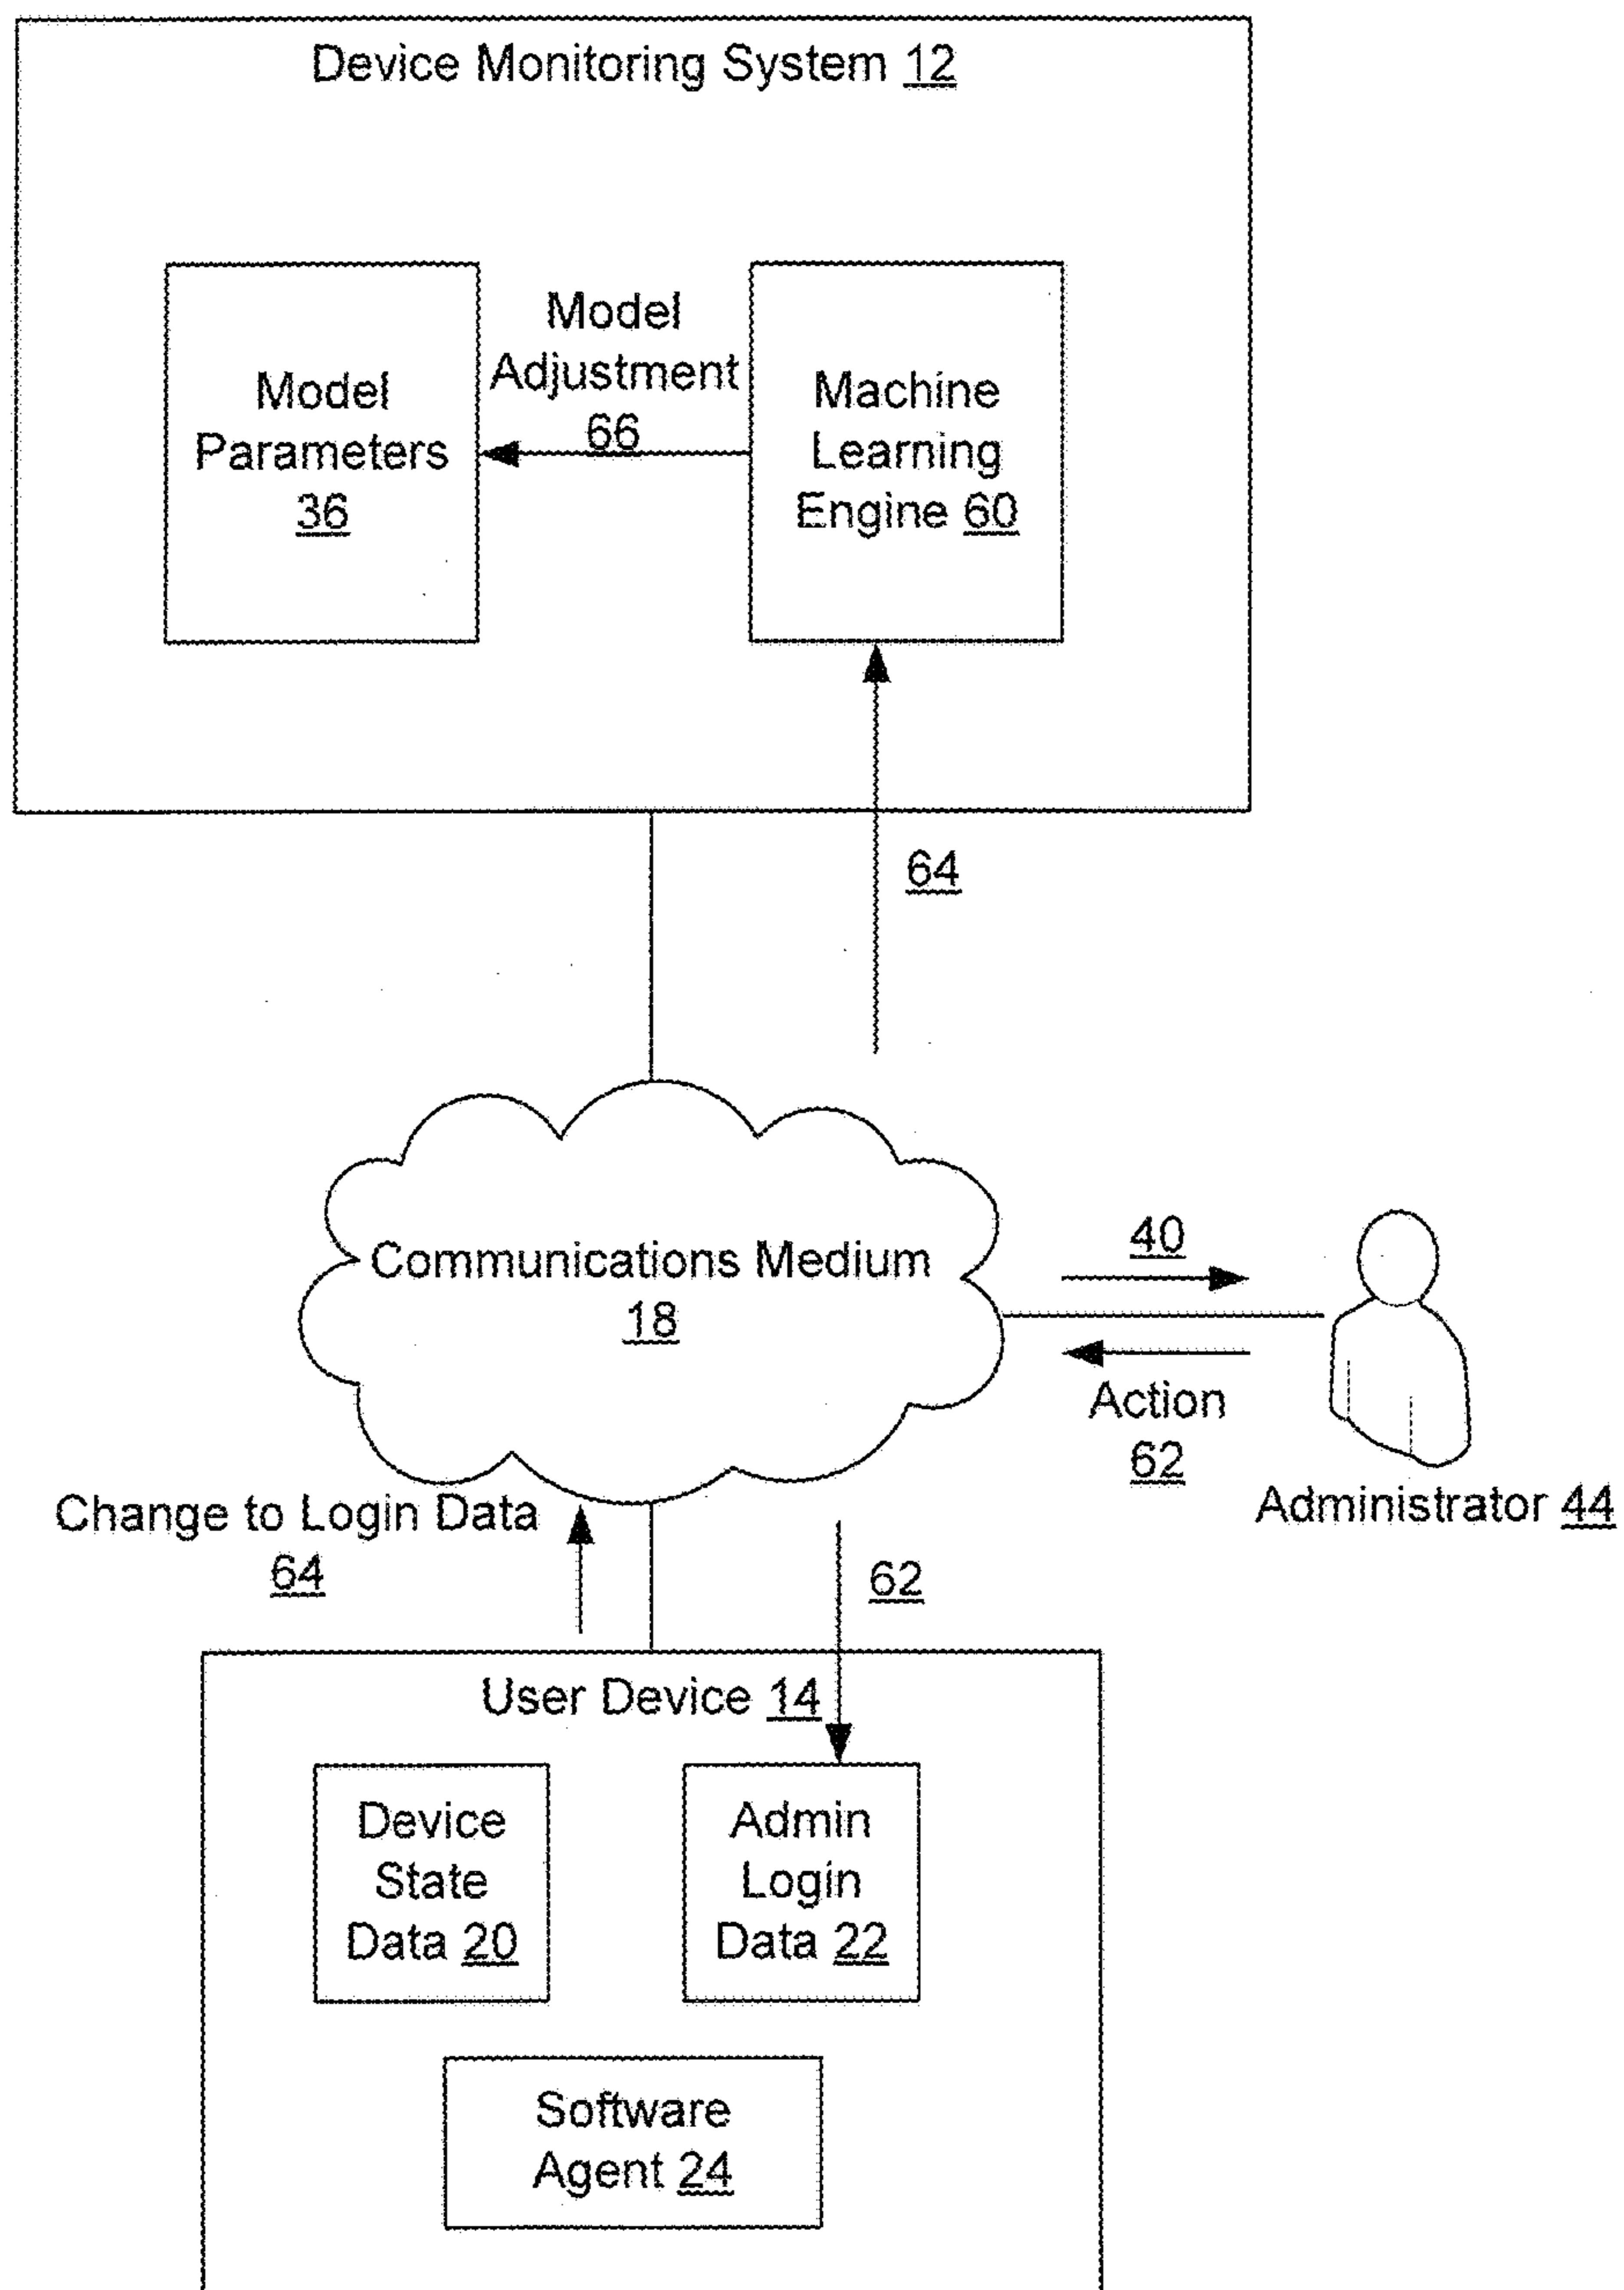 Device Monitoring System 12
Model
Adjustment
66
Model
Parameters
36
Machine
Learning
Engine 60
64
Communications Medium
18
40
Action
62
Administrator 44
Change to Login Data
64
62
User Device 14
Device
State
Data 20
Admin
Login
Data 22
Software
Agent 24